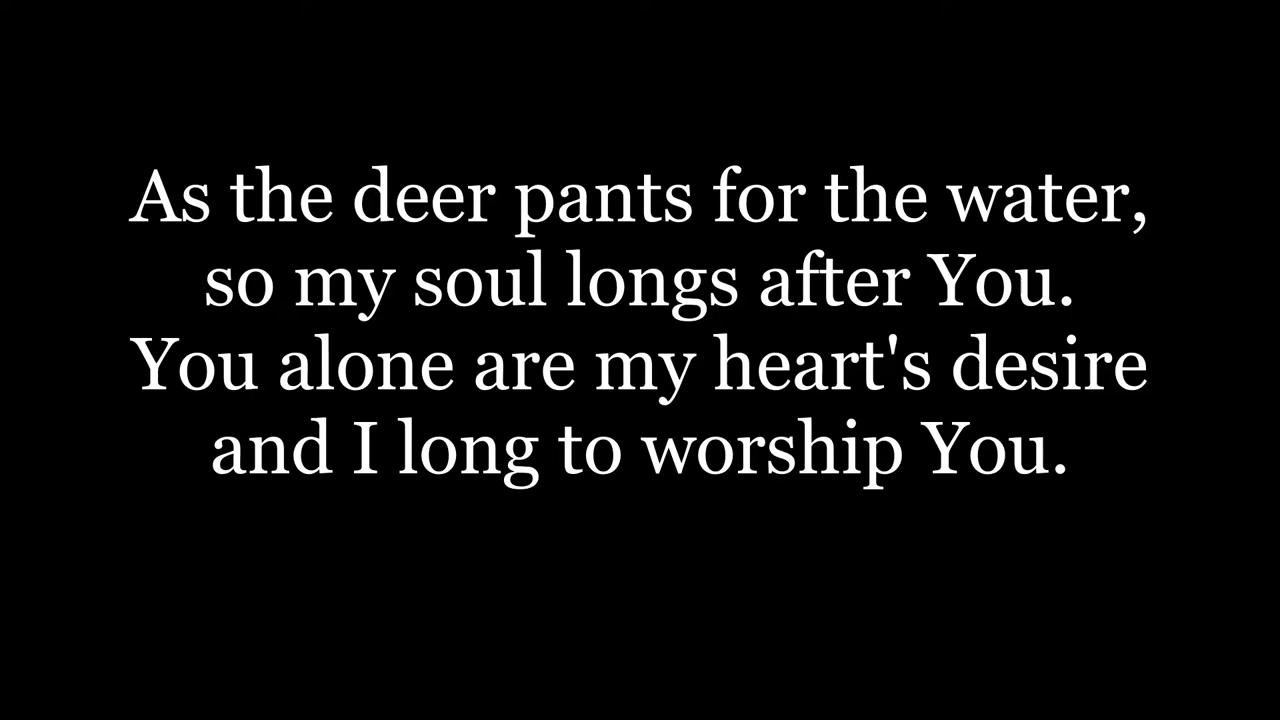 As the deer pants for the water,
so my soul longs after You.
You alone are my heart's desire
and I long to worship You.